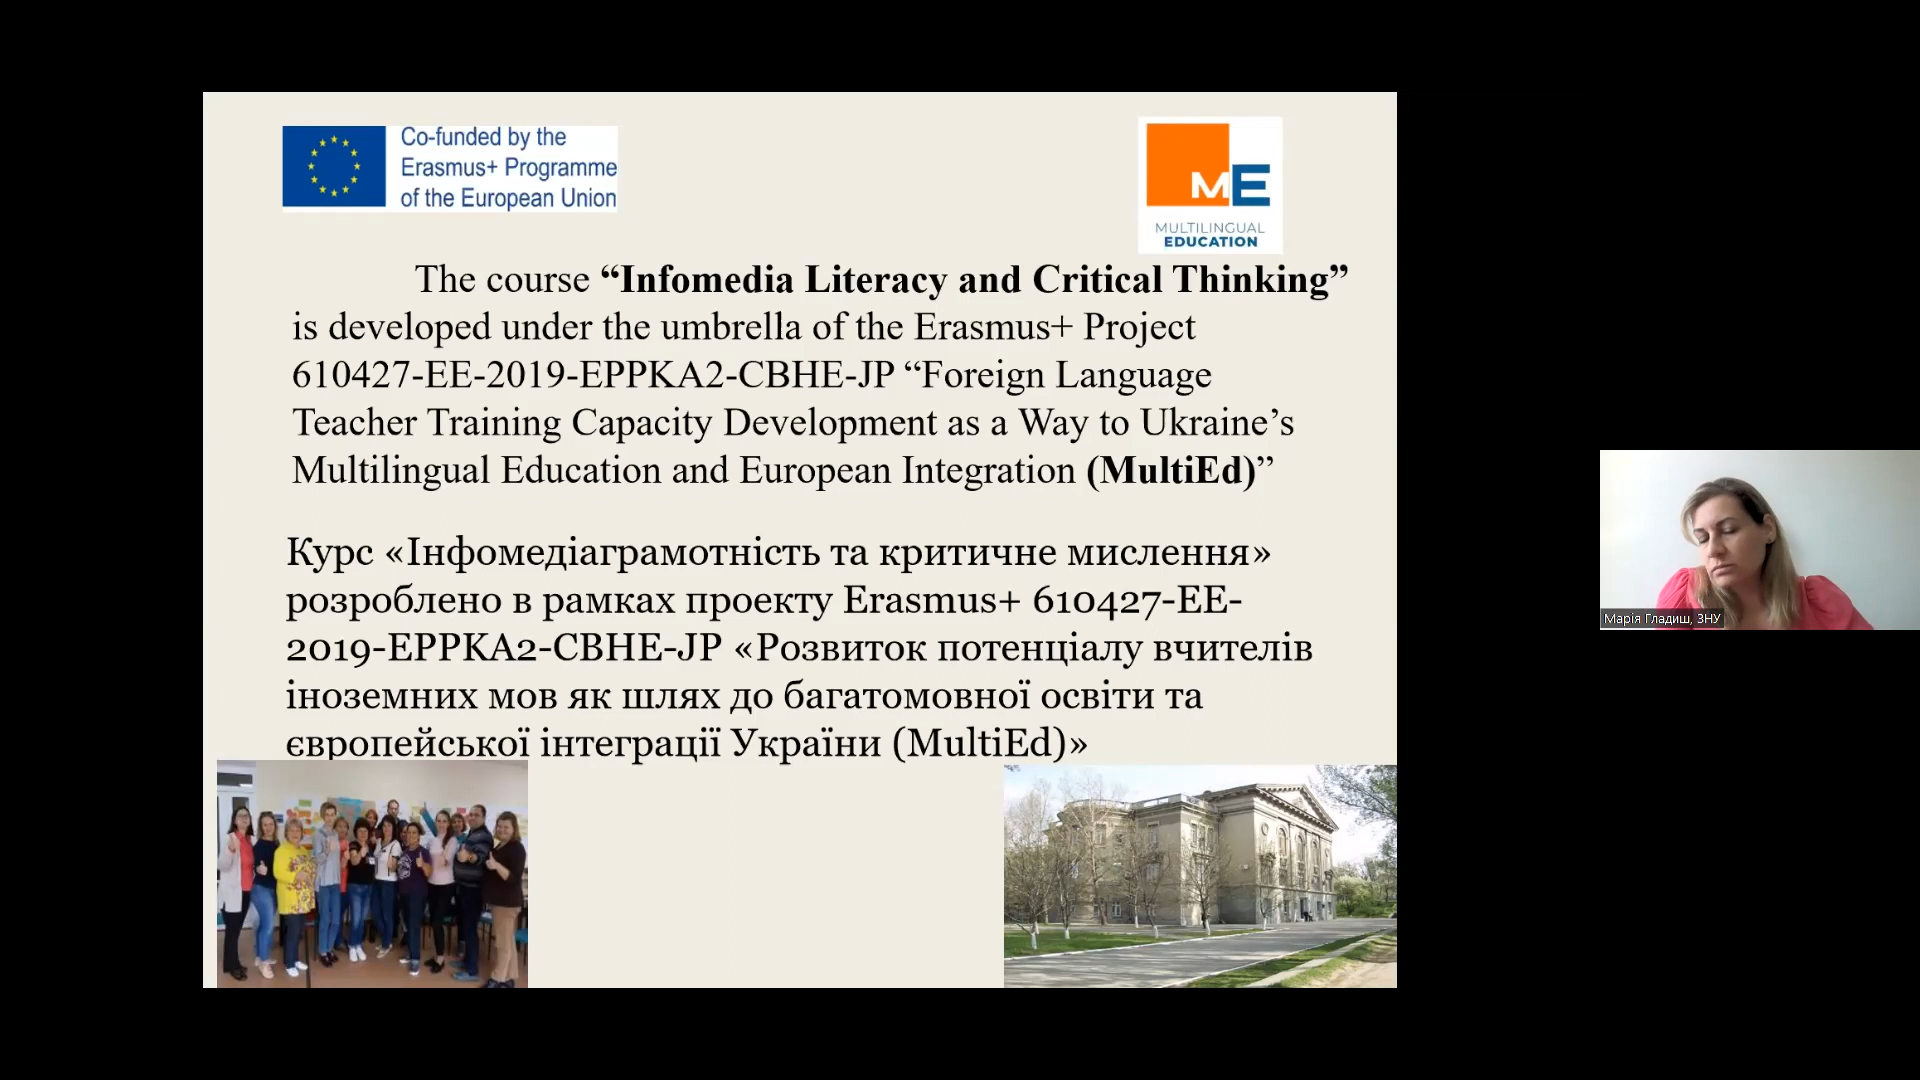 Co-funded by the
Erasmus+ Programme
of the European Union
ME
MULTILINGUAL
EDUCATION
The course “Infomedia Literacy and Critical Thinking”
is developed under the umbrella of the Erasmus+ Project
610427-EE-2019-EPPKA2-CBHE-JP “Foreign Language
Teacher Training Capacity Development as a Way to Ukraine’s
Multilingual Education and European Integration (MultiEd)”
Курс «Інфомедіаграмотність та критичне мислення»
розроблено в рамках проекту Erasmus+ 610427-EE-
2019-EPPKA2-CBHE-JP «Розвиток потенціалу вчителів
іноземних мов як шлях до багатомовної освіти та
європейської інтеграції України (MultiEd)»
Марія Гладиш, ЗНУ